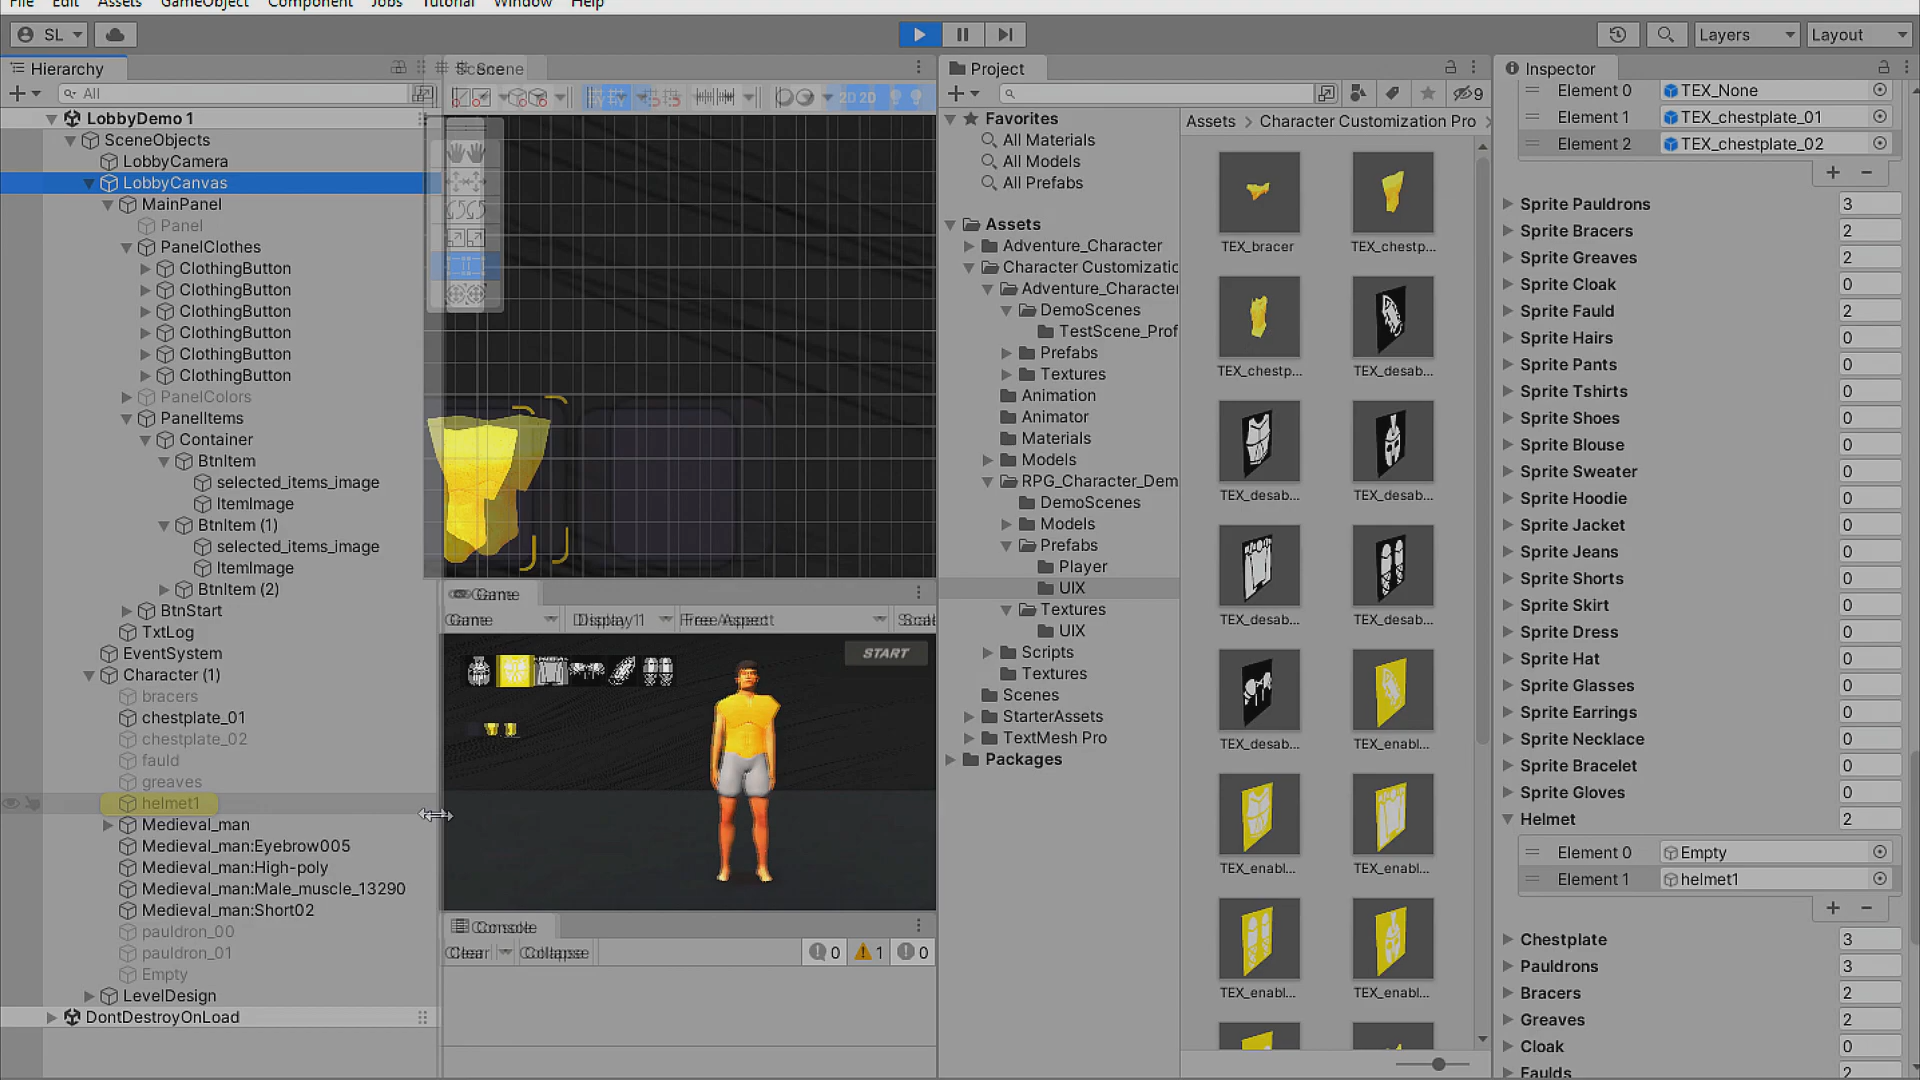 File Edit Assets GameObject Component Jobs Tutorial Window Help
SL
Layers
Layout
Hierarchy
All
LobbyDemo 1
SceneObjects
LobbyCamera
LobbyCanvas
MainPanel
Panel
PanelClothes
ClothingButton
ClothingButton
ClothingButton
ClothingButton
ClothingButton
ClothingButton
PanelColors
PanelItems
Container
BtnItem
selected_items_image
ItemImage
BtnItem (1)
selected_items_image
ItemImage
BtnItem (2)
BtnStart
TxtLog
EventSystem
Character (1)
bracers
chestplate_01
chestplate_02
fauld
greaves
helmet1
Medieval_man
Medieval_man:Eyebrow005
Medieval_man:High-poly
Medieval_man:Male_muscle_13290
Medieval_man:Short02
pauldron_00
pauldron_01
Empty
LevelDesign
DontDestroyOnLoad
Scene
2D
Game
Game
Display 1
Free Aspect
Scal
START
Console
Clear
Collapse
0
1
0
Project
9
Favorites
All Materials
All Models
All Prefabs
Assets
Adventure_Character
Character Customizatic
Adventure_Character
DemoScenes
TestScene_Prof
Prefabs
Textures
Animation
Animator
Materials
Models
RPG_Character_Dem
DemoScenes
Models
Prefabs
Player
UIX
Textures
UIX
Scripts
Textures
Scenes
StarterAssets
TextMesh Pro
Packages
Assets > Character Customization Pro >
TEX_bracer
TEX_chestp...
TEX_chestp...
TEX_desab...
TEX_desab...
TEX_desab...
TEX_desab...
TEX_desab...
TEX_desab...
TEX_enabl...
TEX_enabl...
TEX_enabl...
TEX_enabl...
TEX_enabl...
Inspector
Element 0 TEX_None
Element 1 TEX_chestplate_01
Element 2 TEX_chestplate_02
Sprite Pauldrons 3
Sprite Bracers 2
Sprite Greaves 2
Sprite Cloak 0
Sprite Fauld 2
Sprite Hairs 0
Sprite Pants 0
Sprite Tshirts 0
Sprite Shoes 0
Sprite Blouse 0
Sprite Sweater 0
Sprite Hoodie 0
Sprite Jacket 0
Sprite Jeans 0
Sprite Shorts 0
Sprite Skirt 0
Sprite Dress 0
Sprite Hat 0
Sprite Glasses 0
Sprite Earrings 0
Sprite Necklace 0
Sprite Bracelet 0
Sprite Gloves 0
Helmet 2
Element 0 Empty
Element 1 helmet1
Chestplate 3
Pauldrons 3
Bracers 2
Greaves 2
Cloak 0
Faulds 2